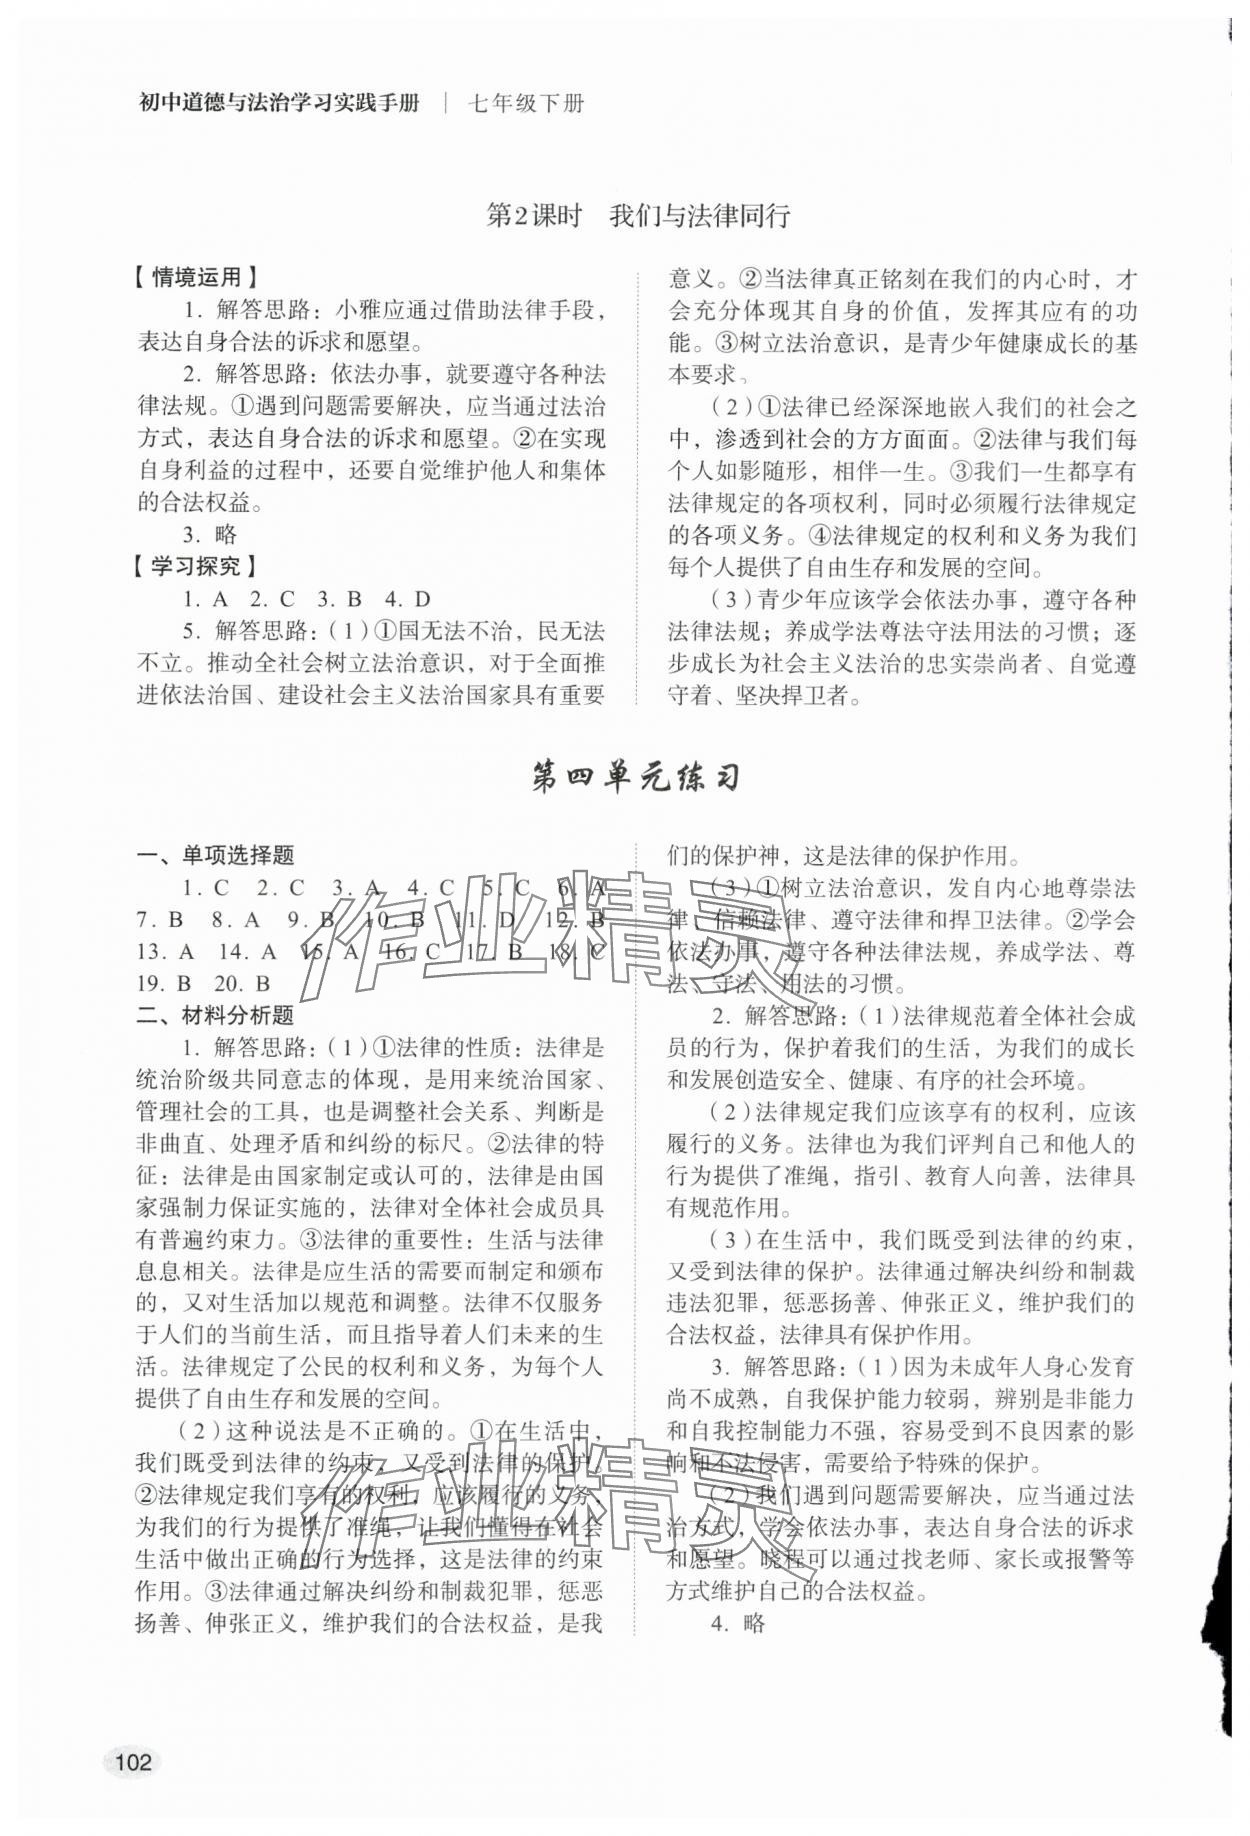 初中道德与法治学习实践手册 | 七年级下册
第2课时 我们与法律同行
【情境运用】
1. 解答思路：小雅应通过借助法律手段，
表达自身合法的诉求和愿望。
2. 解答思路：依法办事，就要遵守各种法
律法规。①遇到问题需要解决，应当通过法治
方式，表达自身合法的诉求和愿望。②在实现
自身利益的过程中，还要自觉维护他人和集体
的合法权益。
3. 略
【学习探究】
1. A 2. C 3. B 4. D
5. 解答思路：（1）①国无法不治，民无法
不立。推动全社会树立法治意识，对于全面推
进依法治国、建设社会主义法治国家具有重要
意义。②当法律真正铭刻在我们的内心时，才
会充分体现其自身的价值，发挥其应有的功
能。③树立法治意识，是青少年健康成长的基
本要求。
（2）①法律已经深深地嵌入我们的社会之
中，渗透到社会的方方面面。②法律与我们每
个人如影随形，相伴一生。③我们一生都享有
法律规定的各项权利，同时必须履行法律规定
的各项义务。④法律规定的权利和义务为我们
每个人提供了自由生存和发展的空间。
（3）青少年应该学会依法办事，遵守各种
法律法规；养成学法尊法守法用法的习惯；逐
步成长为社会主义法治的忠实崇尚者、自觉遵
守着、坚决捍卫者。
第四单元练习
一、单项选择题
1. C 2. C 3. A 4. C 5. C 6. A
7. B 8. A 9. B 10. B 11. D 12. B
13. A 14. A 15. A 16. C 17. B 18. C
19. B 20. B
二、材料分析题
1. 解答思路：（1）①法律的性质：法律是
统治阶级共同意志的体现，是用来统治国家、
管理社会的工具，也是调整社会关系、判断是
非曲直、处理矛盾和纠纷的标尺。②法律的特
征：法律是由国家制定或认可的，法律是由国
家强制力保证实施的，法律对全体社会成员具
有普遍约束力。③法律的重要性：生活与法律
息息相关。法律是应生活的需要而制定和颁布
的，又对生活加以规范和调整。法律不仅服务
于人们的当前生活，而且指导着人们未来的生
活。法律规定了公民的权利和义务，为每个人
提供了自由生存和发展的空间。
（2）这种说法是不正确的。①在生活中，
我们既受到法律的约束，又受到法律的保护。
②法律规定我们享有的权利，应该履行的义务，
为我们的行为提供了准绳，让我们懂得在社会
生活中做出正确的行为选择，这是法律的约束
作用。③法律通过解决纠纷和制裁犯罪，惩恶
扬善、伸张正义，维护我们的合法权益，是我
们的保护神，这是法律的保护作用。
（3）①树立法治意识，发自内心地尊崇法
律、信赖法律、遵守法律和捍卫法律。②学会
依法办事，遵守各种法律法规，养成学法、尊
法、守法、用法的习惯。
2. 解答思路：（1）法律规范着全体社会成
员的行为，保护着我们的生活，为我们的成长
和发展创造安全、健康、有序的社会环境。
（2）法律规定我们应该享有的权利，应该
履行的义务。法律也为我们评判自己和他人的
行为提供了准绳，指引、教育人向善，法律具
有规范作用。
（3）在生活中，我们既受到法律的约束，
又受到法律的保护。法律通过解决纠纷和制裁
违法犯罪，惩恶扬善、伸张正义，维护我们的
合法权益，法律具有保护作用。
3. 解答思路：（1）因为未成年人身心发育
尚不成熟，自我保护能力较弱，辨别是非能力
和自我控制能力不强，容易受到不良因素的影
响和不法侵害，需要给予特殊的保护。
（2）我们遇到问题需要解决，应当通过法
治方式，学会依法办事，表达自身合法的诉求
和愿望。晓程可以通过找老师、家长或报警等
方式维护自己的合法权益。
4. 略
作业精灵
作业精灵
102